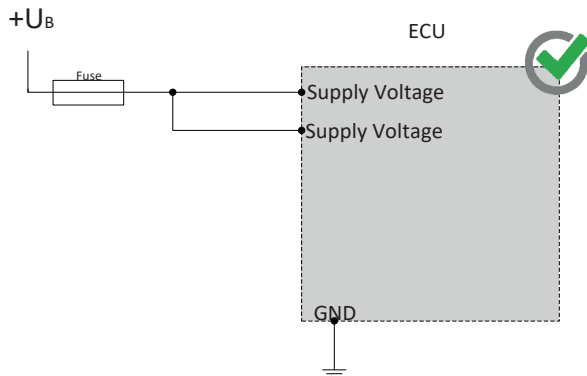 +UB
ECU
Fuse
Supply Voltage
Supply Voltage
GND